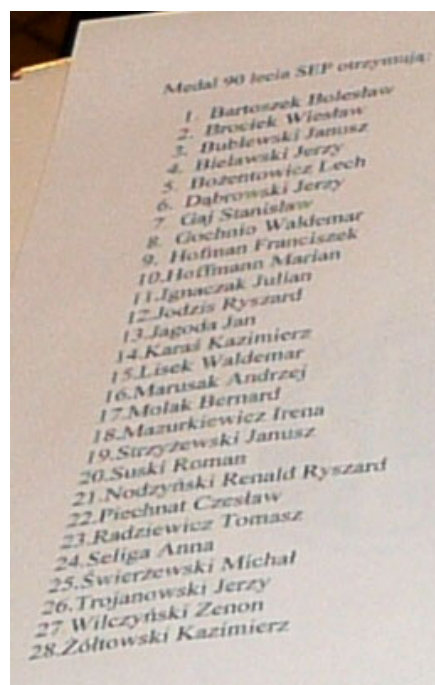 Medal 90 lecia SEP otrzymują:
1. Bartoszek Bolesław
2. Brociek Wiesław
3. Bublewski Janusz
4. Bielawski Jerzy
5. Bożentowicz Lech
6. Dąbrowski Jerzy
7 Gaj Stanisław
8. Gochnio Waldemar
9. Hofman Franciszek
10.Hoffmann Marian
11.Ignaczak Julian
12.Jodzis Ryszard
13.Jagoda Jan
14.Karaś Kazimierz
15.Lisek Waldemar
16.Marusak Andrzej
17.Molak Bernard
18.Mazurkiewicz Irena
19.Strzyżewski Janusz
20.Suski Roman
21.Nodzyński Renald Ryszard
22.Piechnat Czesław
23.Radziewicz Tomasz
24.Seliga Anna
25.Świerżewski Michał
26.Trojanowski Jerzy
27 Wilczyński Zenon
28.Żółtowski Kazimierz